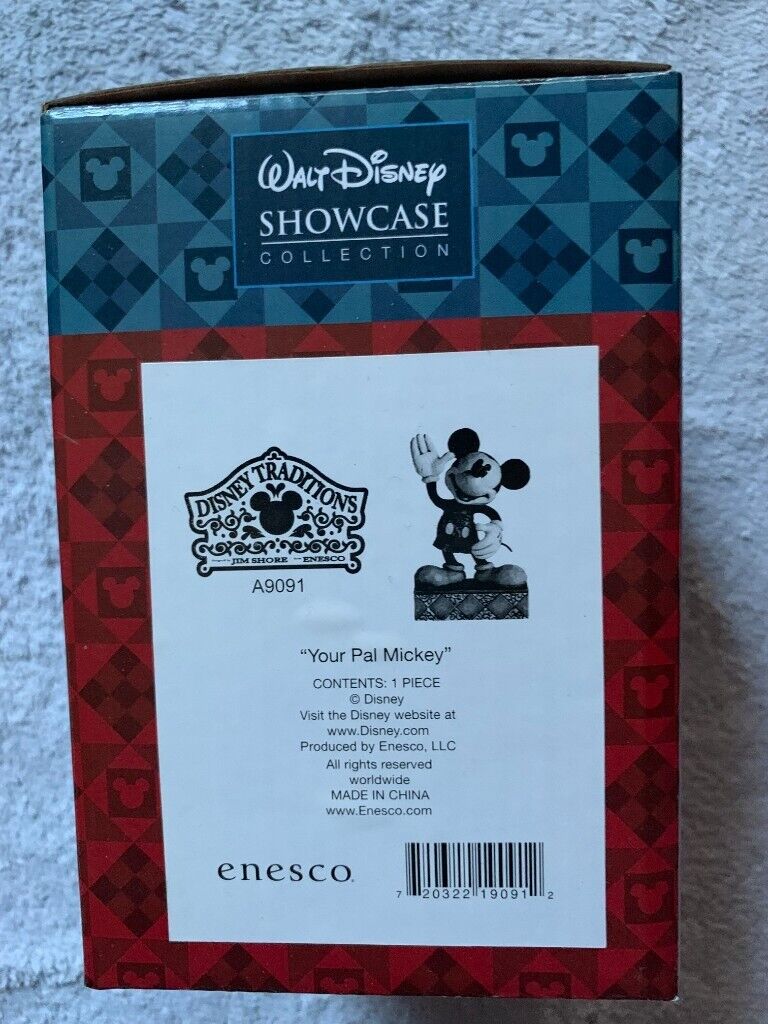 WALT DISNEY
SHOWCASE
COLLECTION
DISNEY TRADITIONS
JIM SHORE ENESCO
A9091
“Your Pal Mickey”
CONTENTS: 1 PIECE
© Disney
Visit the Disney website at
www.Disney.com
Produced by Enesco, LLC
All rights reserved
worldwide
MADE IN CHINA
www.Enesco.com
enesco.
7 20322 19091 2